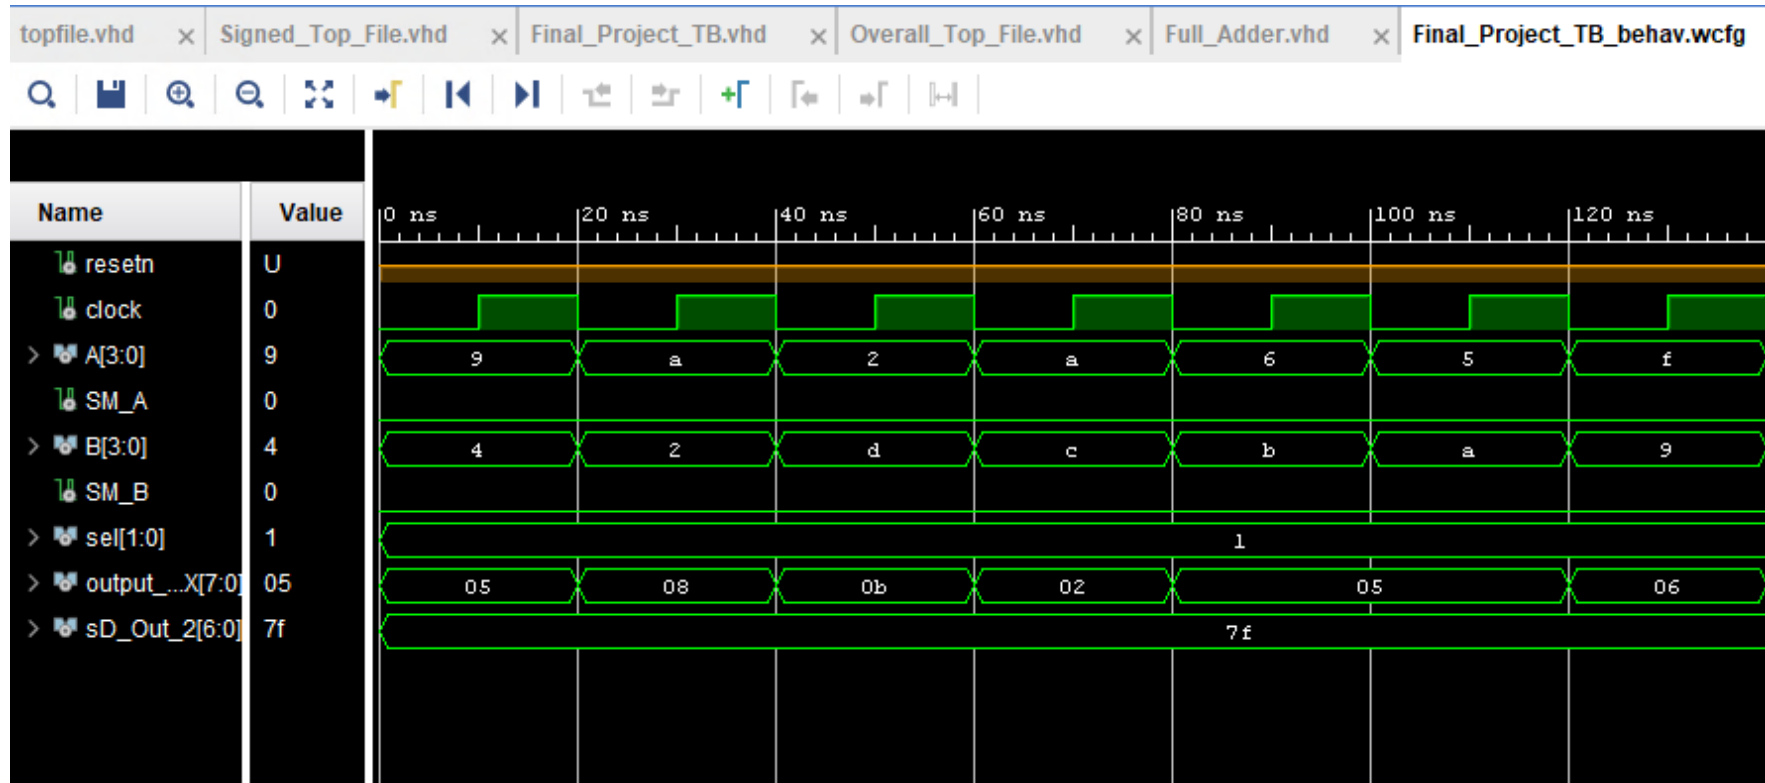 topfile.vhd × Signed_Top_File.vhd × Final_Project_TB.vhd × Overall_Top_File.vhd × Full_Adder.vhd × Final_Project_TB_behav.wcfg
Name Value 0 ns 20 ns 40 ns 60 ns 80 ns 100 ns 120 ns
resetn U
clock 0
> A[3:0] 9 9 a 2 a 6 5 f
SM_A 0
> B[3:0] 4 4 2 d c b a 9
SM_B 0
> sel[1:0] 1 1
> output_...X[7:0] 05 05 08 0b 02 05 06
> sD_Out_2[6:0] 7f 7f